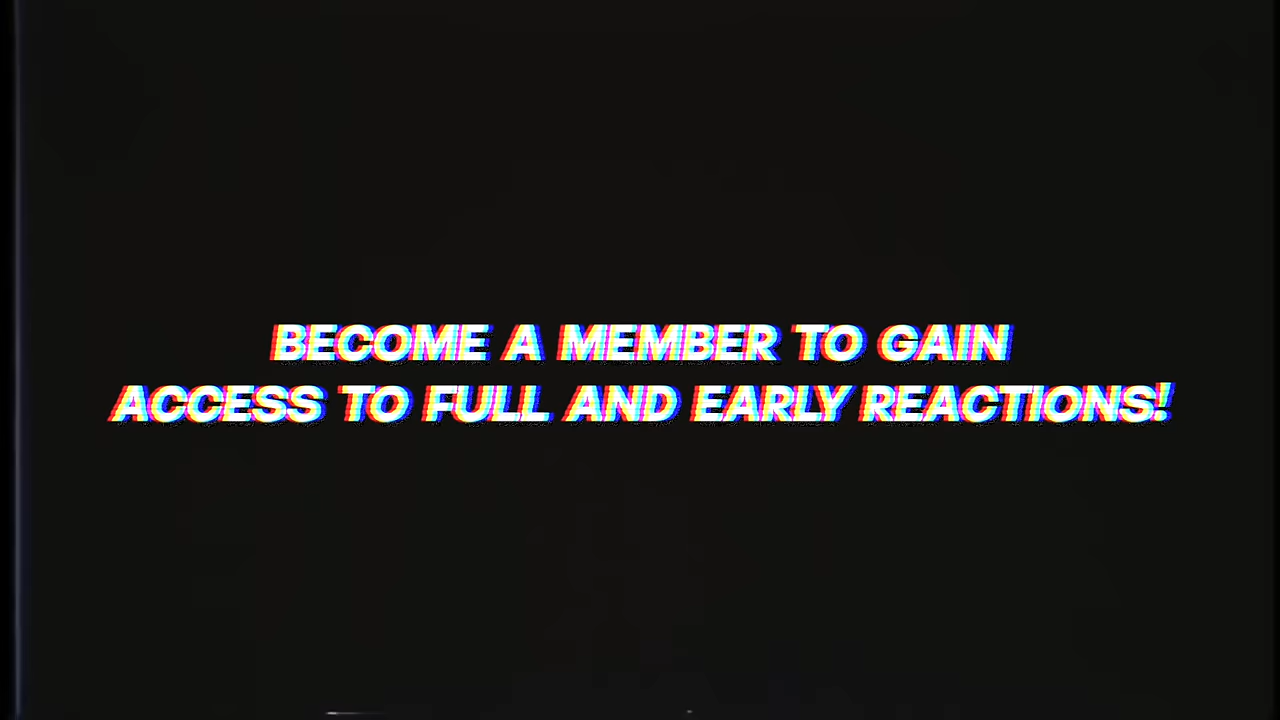 BECOME A MEMBER TO GAIN
ACCESS TO FULL AND EARLY REACTIONS!